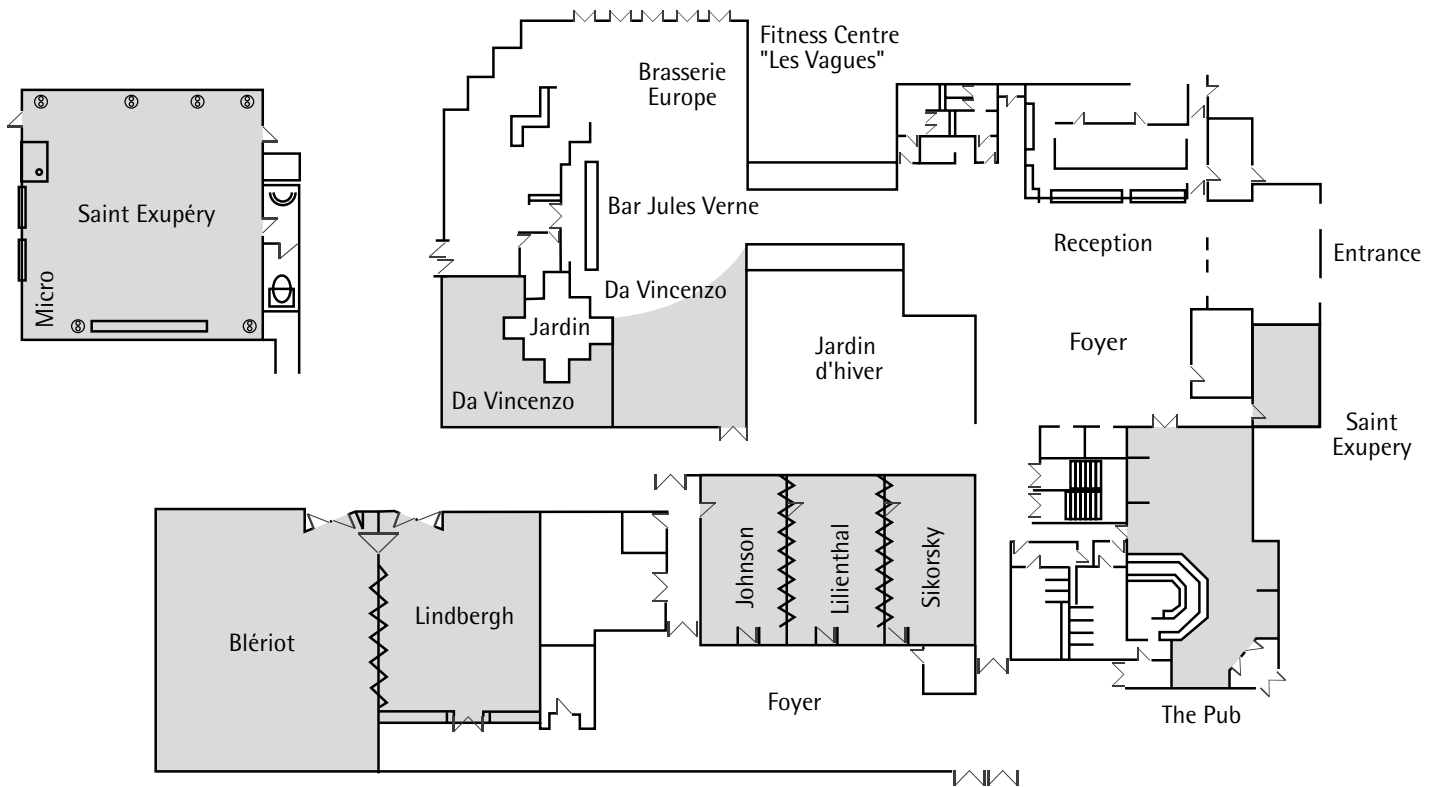 Fitness Centre
"Les Vagues"
Brasserie
Europe
Saint Exupéry
Micro
Bar Jules Verne
Reception
Entrance
Da Vincenzo
Jardin
Jardin
d'hiver
Foyer
Da Vincenzo
Saint
Exupery
Johnson
Lilienthal
Sikorsky
Lindbergh
Blériot
Foyer
The Pub